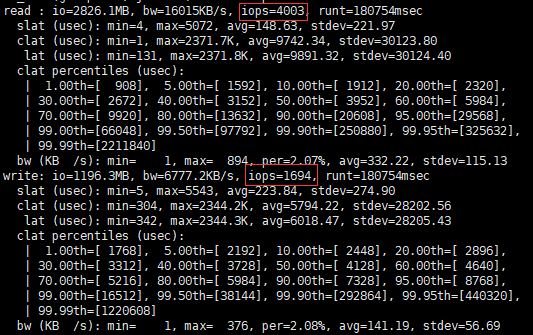 read : io=2826.1MB, bw=16015KB/s, iops=4003, runt=180754msec
slat (usec): min=4, max=5072, avg=148.63, stdev=221.97
clat (usec): min=1, max=2371.7K, avg=9742.34, stdev=30123.80
lat (usec): min=131, max=2371.8K, avg=9891.32, stdev=30124.40
clat percentiles (usec):
| 1.00th=[ 908], 5.00th=[ 1592], 10.00th=[ 1912], 20.00th=[ 2320],
| 30.00th=[ 2672], 40.00th=[ 3152], 50.00th=[ 3952], 60.00th=[ 5984],
| 70.00th=[ 9920], 80.00th=[13632], 90.00th=[20608], 95.00th=[29568],
| 99.00th=[66048], 99.50th=[97792], 99.90th=[250880], 99.95th=[325632],
| 99.99th=[2211840]
bw (KB /s): min= 1, max= 894, per=2.07%, avg=332.22, stdev=115.13
write: io=1196.3MB, bw=6777.2KB/s, iops=1694, runt=180754msec
slat (usec): min=5, max=5543, avg=223.84, stdev=274.90
clat (usec): min=304, max=2344.2K, avg=5794.22, stdev=28202.56
lat (usec): min=342, max=2344.3K, avg=6018.47, stdev=28205.43
clat percentiles (usec):
| 1.00th=[ 1768], 5.00th=[ 2192], 10.00th=[ 2448], 20.00th=[ 2896],
| 30.00th=[ 3312], 40.00th=[ 3728], 50.00th=[ 4128], 60.00th=[ 4640],
| 70.00th=[ 5216], 80.00th=[ 5984], 90.00th=[ 7328], 95.00th=[ 8768],
| 99.00th=[16512], 99.50th=[38144], 99.90th=[292864], 99.95th=[440320],
| 99.99th=[1220608]
bw (KB /s): min= 1, max= 376, per=2.08%, avg=141.19, stdev=56.69